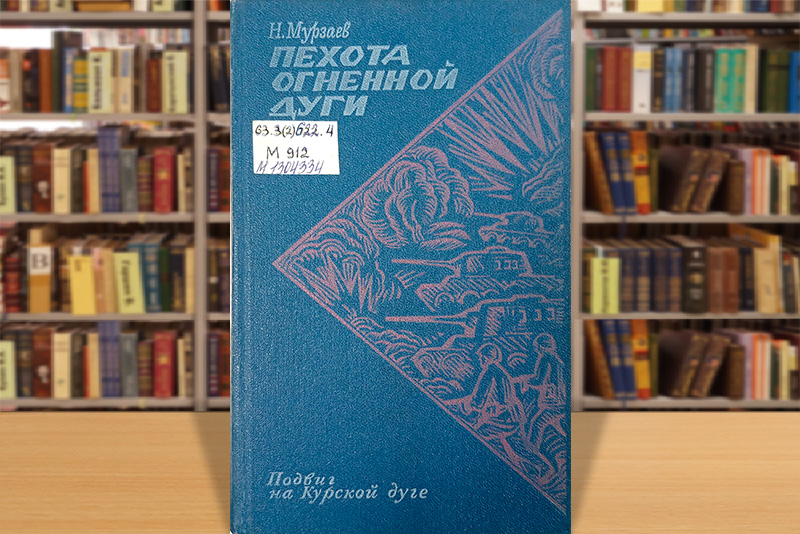 Н. Мурзаев
ПЕХОТА
ОГНЕННОЙ
ДУГИ
63.3(2)622.4
М 912
М 1304334
Подвиг
на Курской дуге
В